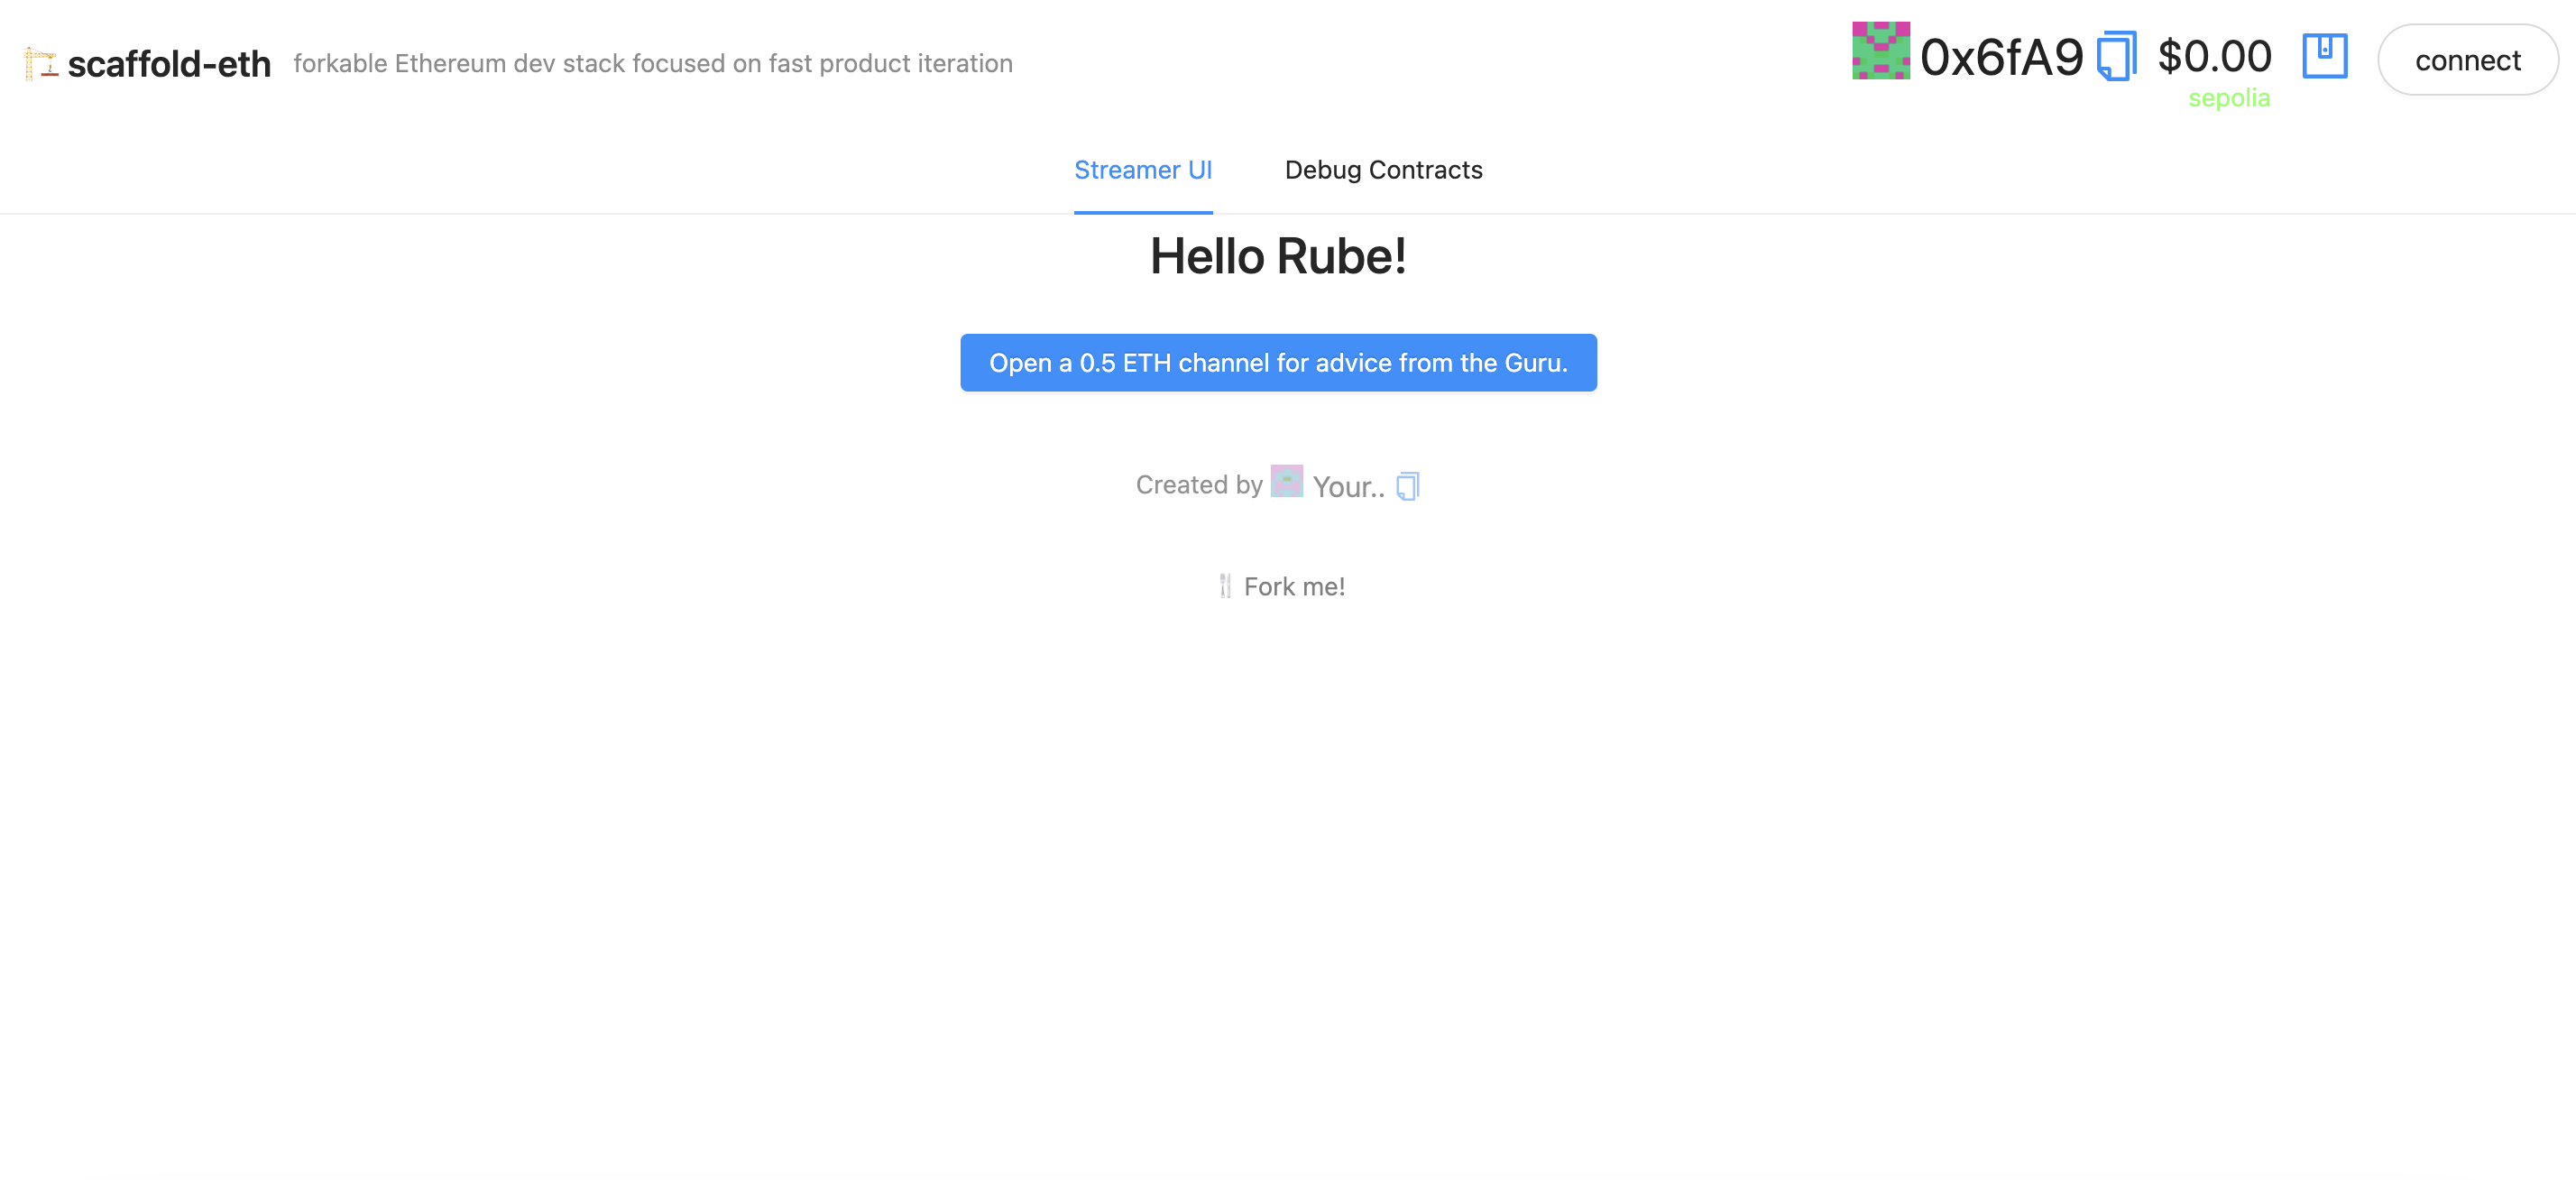 scaffold-eth forkable Ethereum dev stack focused on fast product iteration
0x6fA9 $0.00 connect
sepolia
Streamer UI Debug Contracts
Hello Rube!
Open a 0.5 ETH channel for advice from the Guru.
Created by Your..
Fork me!